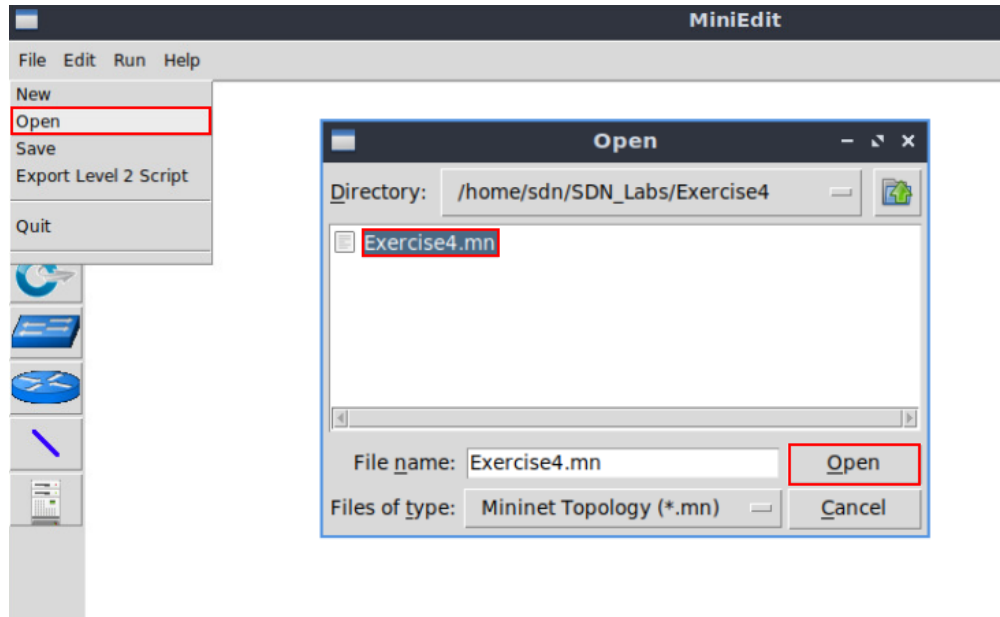 MiniEdit
File Edit Run Help
New
Open
Save
Export Level 2 Script
Quit
Open
Directory: /home/sdn/SDN_Labs/Exercise4
Exercise4.mn
File name: Exercise4.mn Open
Files of type: Mininet Topology (*.mn) Cancel